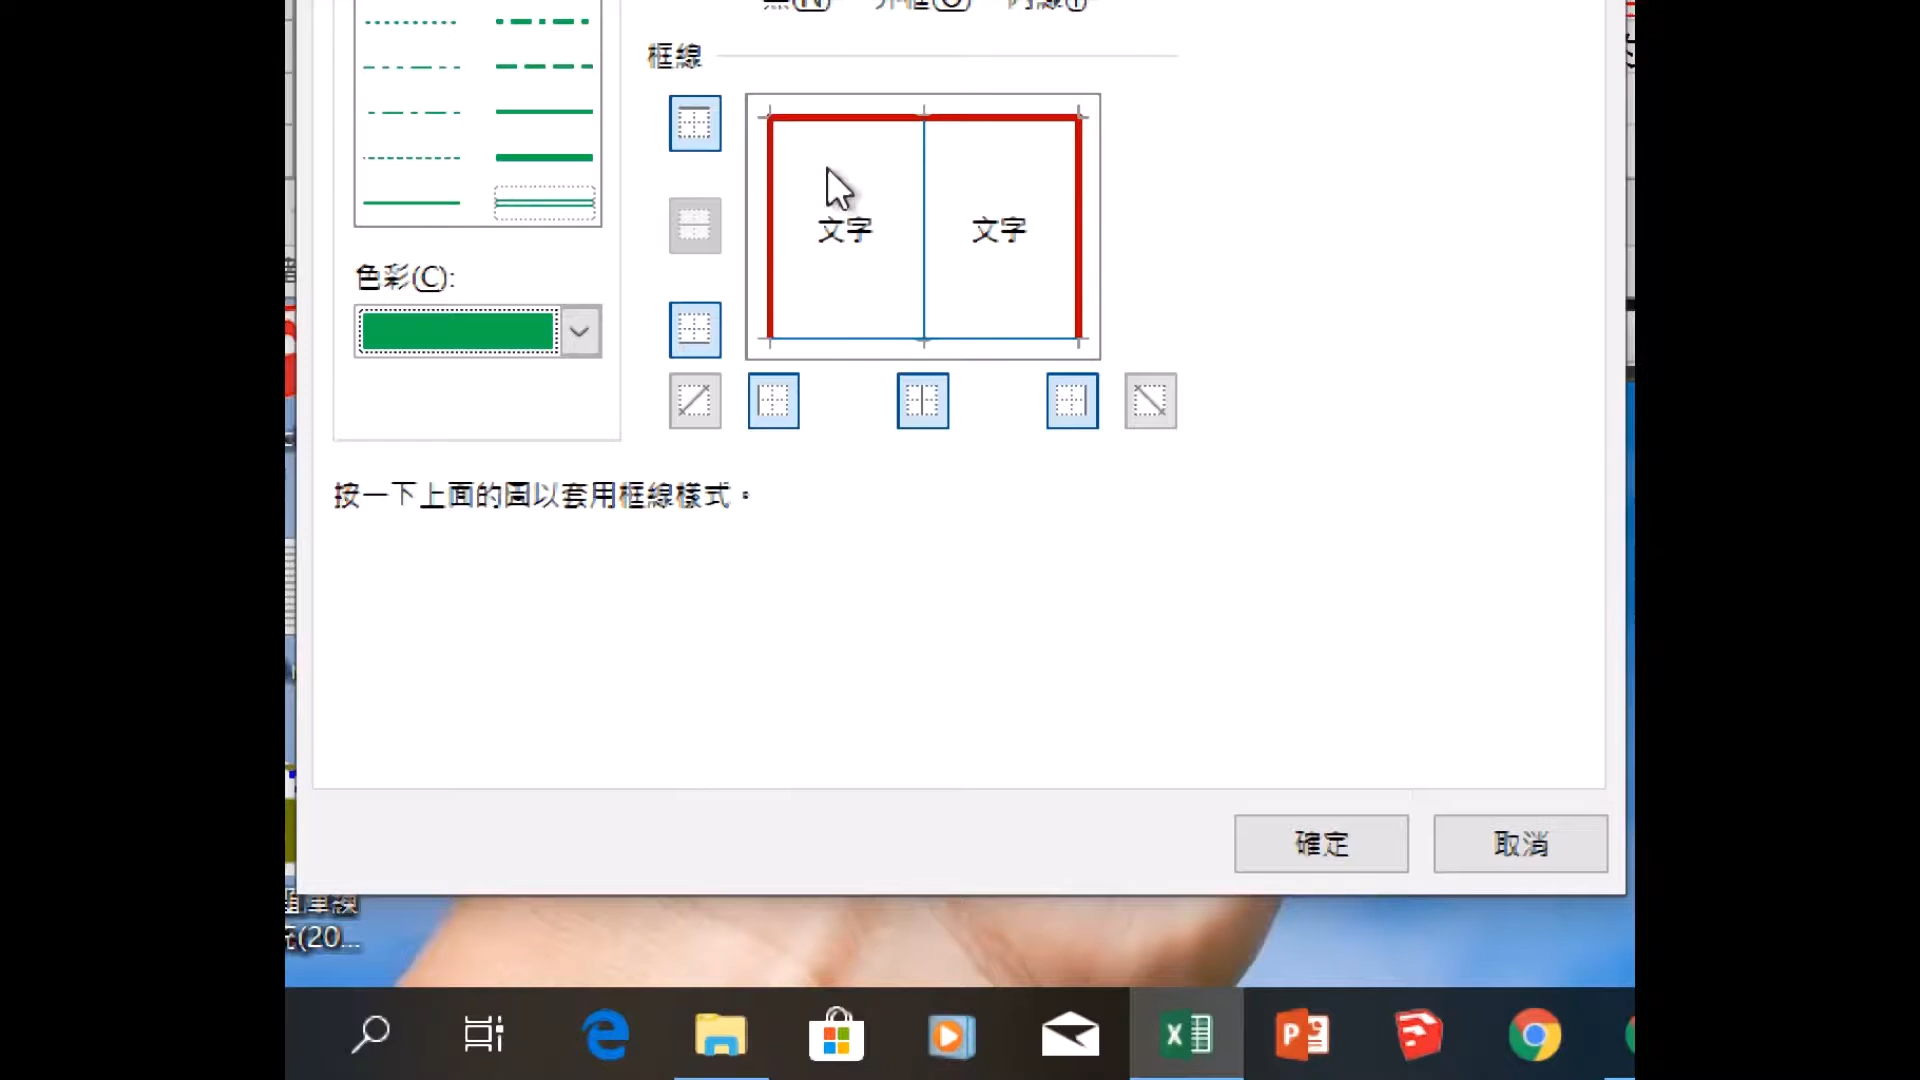 框線
文字 文字
色彩(C):
按一下上面的圖以套用框線樣式。
確定 取消
(20...